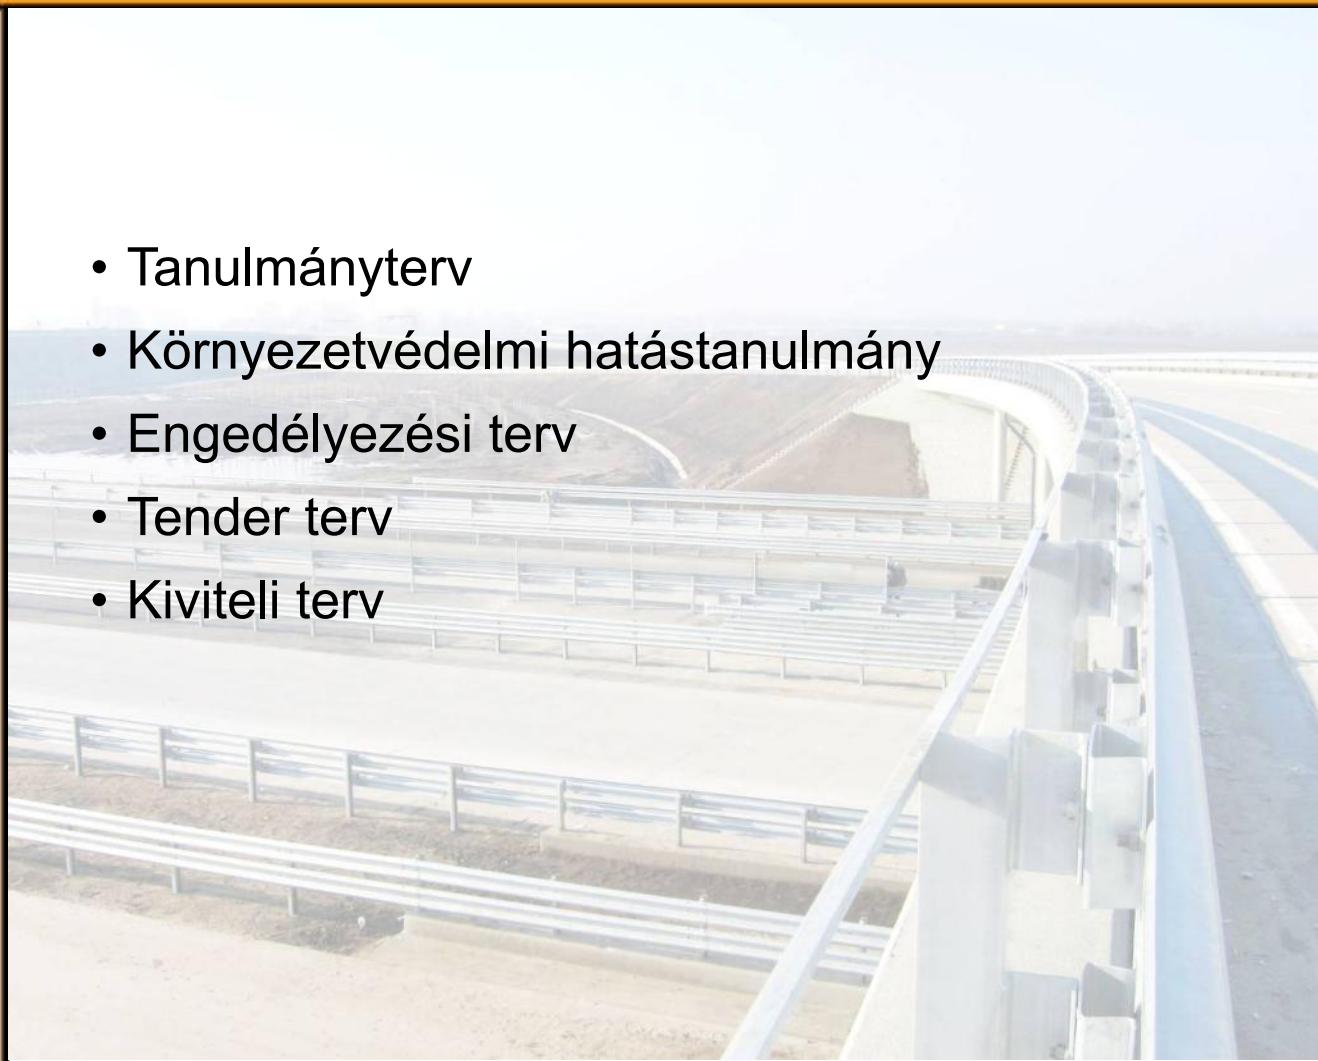 • Tanulmányterv
• Környezetvédelmi hatástanulmány
• Engedélyezési terv
• Tender terv
• Kiviteli terv